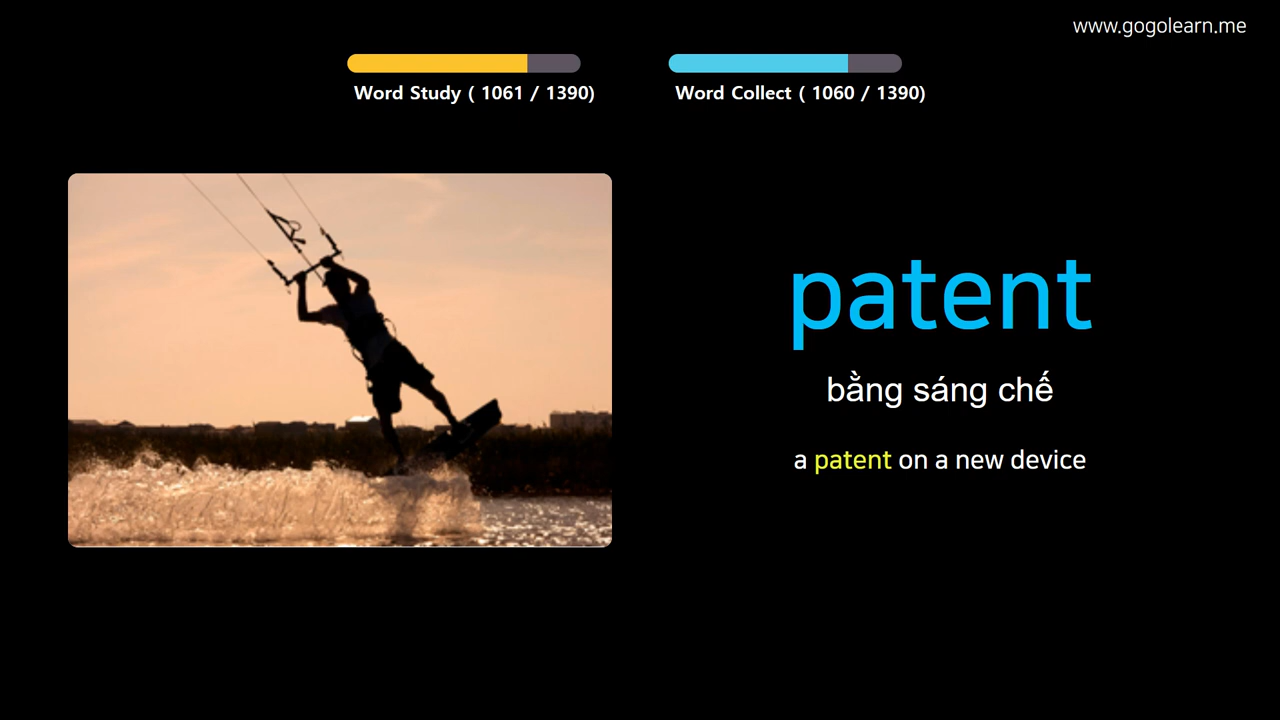 www.gogolearn.me
Word Study ( 1061 / 1390)
Word Collect ( 1060 / 1390)
patent
bằng sáng chế
a patent on a new device